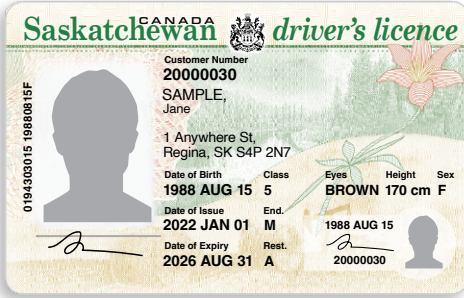 CANADA
Saskatchewan driver's licence
Customer Number
20000030
SAMPLE,
Jane
1 Anywhere St,
Regina, SK S4P 2N7
Date of Birth Class Eyes Height Sex
1988 AUG 15 5 BROWN 170 cm F
Date of Issue End.
2022 JAN 01 M 1988 AUG 15
Date of Expiry Rest.
2026 AUG 31 A 20000030
0194303015 19880815F